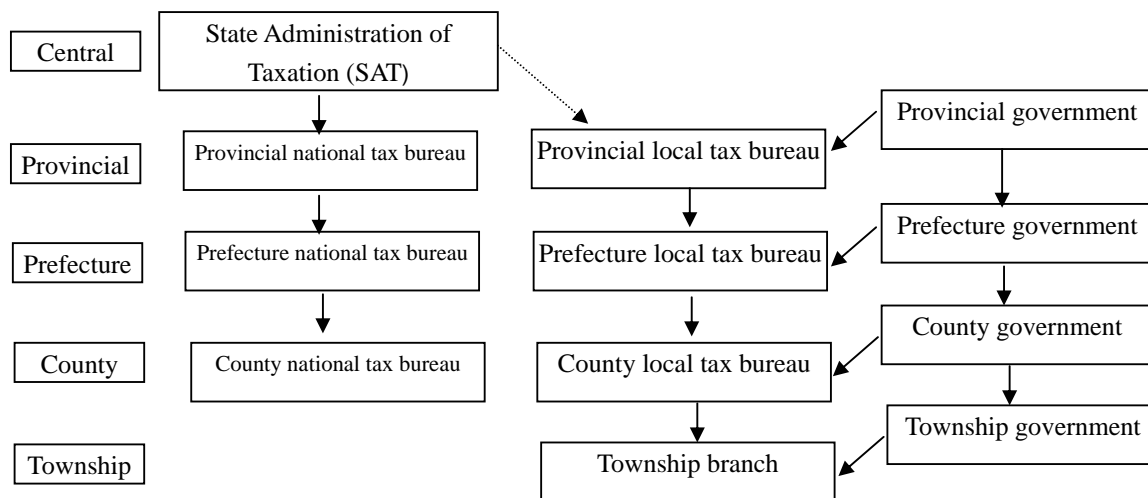 Central
State Administration of
Taxation (SAT)
Provincial government
Provincial
Provincial national tax bureau
Provincial local tax bureau
Prefecture government
Prefecture
Prefecture national tax bureau
Prefecture local tax bureau
County government
County
County national tax bureau
County local tax bureau
Township government
Township
Township branch